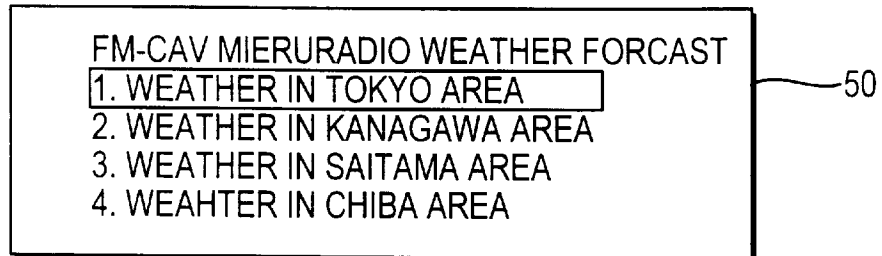 FM-CAV MIERURADIO WEATHER FORCAST
1. WEATHER IN TOKYO AREA
2. WEATHER IN KANAGAWA AREA
3. WEATHER IN SAITAMA AREA
4. WEAHTER IN CHIBA AREA
50